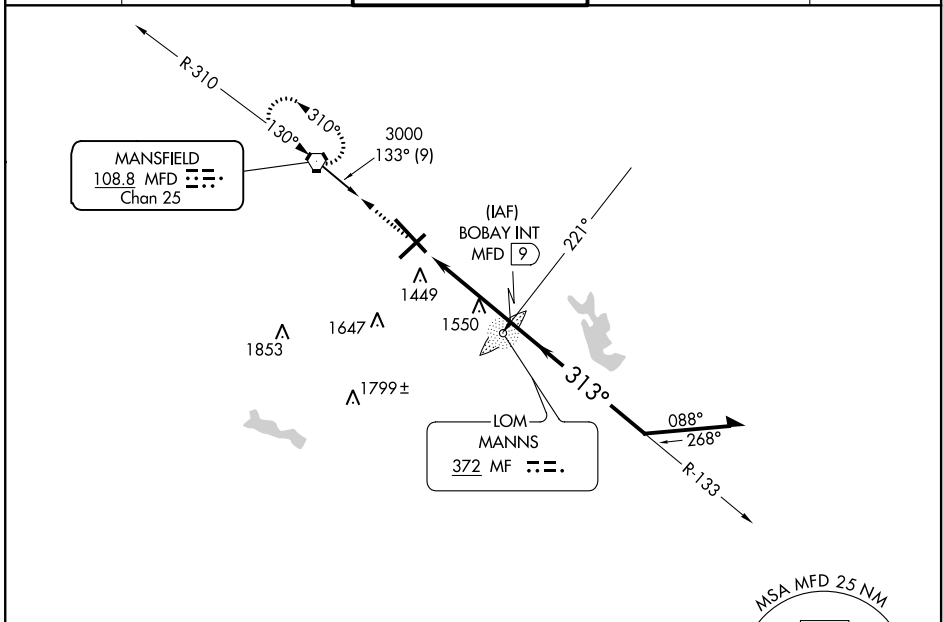 R-310
310°
130°
3000
133° (9)
MANSFIELD
108.8 MFD
Chan 25
(IAF)
BOBAY INT
MFD 9
221°
1449
1550
1647
1853
1799±
313°
LOM
MANNS
372 MF
088°
268°
R-133
MSA MFD 25 NM